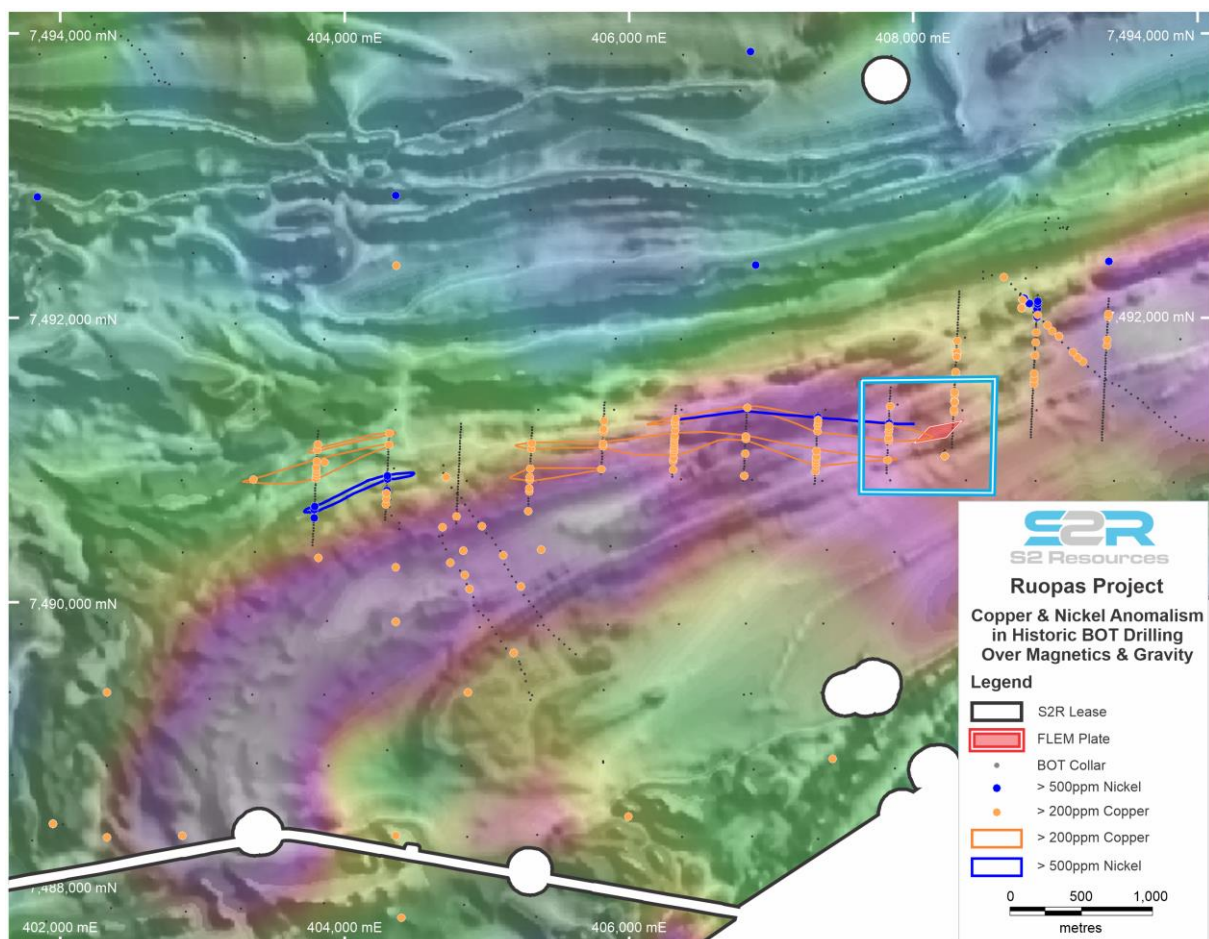 7,494,000 mN
404,000 mE
406,000 mE
408,000 mE
7,494,000 mN
7,492,000 mN
7,492,000 mN
7,490,000 mN
7,488,000 mN
402,000 mE
404,000 mE
406,000 mE
S2R
S2 Resources
Ruopas Project
Copper & Nickel Anomalism
in Historic BOT Drilling
Over Magnetics & Gravity
Legend
S2R Lease
FLEM Plate
BOT Collar
> 500ppm Nickel
> 200ppm Copper
> 200ppm Copper
> 500ppm Nickel
0 500 1,000
metres